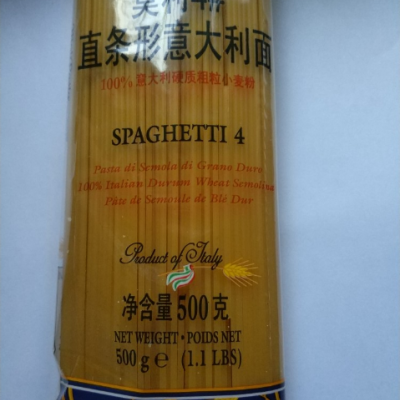 直条形意大利面
100%意大利硬质粗粒小麦粉
SPAGHETTI 4
Pasta di Semola di Grano Duro
100% Italian Durum Wheat Semolina
Pâte de Semoule de Blé Dur
Product of Italy
净含量 500克
NET WEIGHT • POIDS NET
500 g ℮ (1.1 LBS)